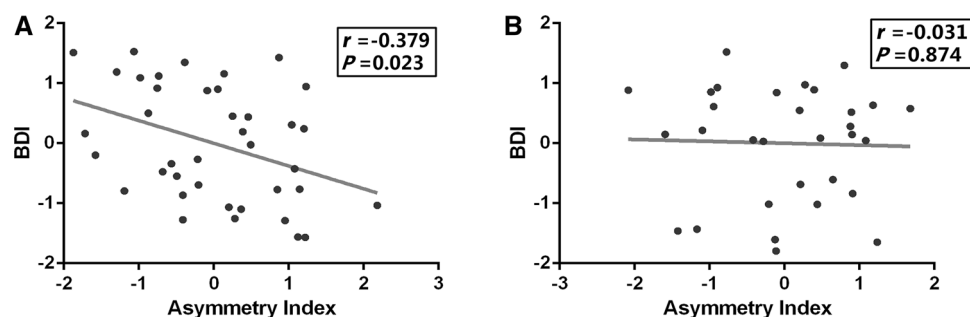 A
r=-0.379
P=0.023
BDI
2
1
0
-1
-2
-2 -1 0 1 2 3
Asymmetry Index
B
r=-0.031
P=0.874
BDI
2
1
0
-1
-2
-3 -2 -1 0 1 2
Asymmetry Index